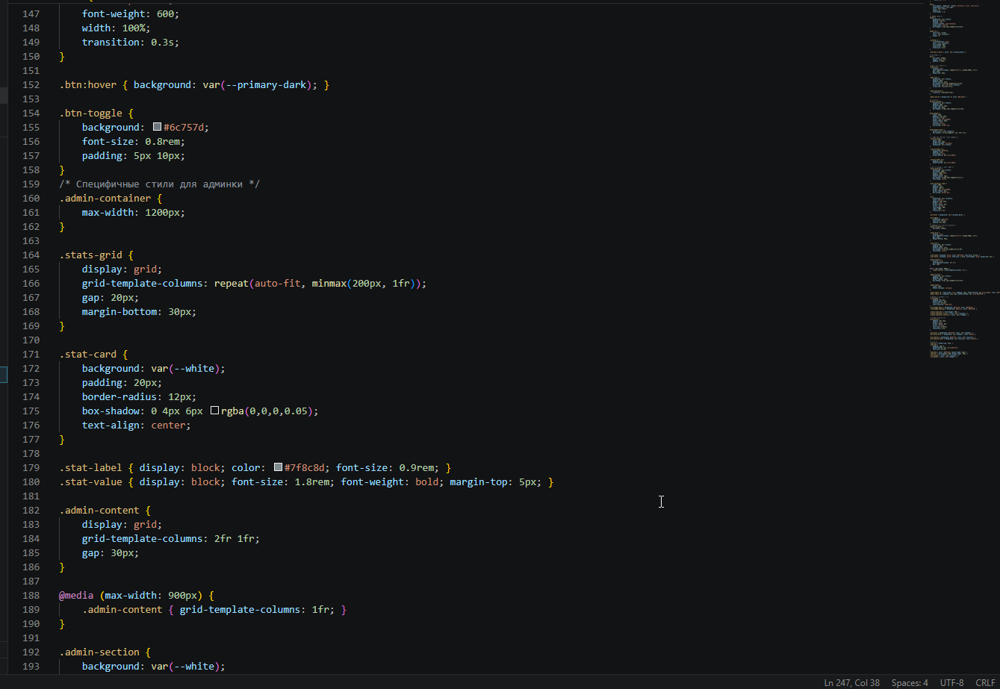 147 font-weight: 600;
148 width: 100%;
149 transition: 0.3s;
150 }
151
152 .btn:hover { background: var(--primary-dark); }
153
154 .btn-toggle {
155 background: #6c757d;
156 font-size: 0.8rem;
157 padding: 5px 10px;
158 }
159 /* Специфичные стили для админки */
160 .admin-container {
161 max-width: 1200px;
162 }
163
164 .stats-grid {
165 display: grid;
166 grid-template-columns: repeat(auto-fit, minmax(200px, 1fr));
167 gap: 20px;
168 margin-bottom: 30px;
169 }
170
171 .stat-card {
172 background: var(--white);
173 padding: 20px;
174 border-radius: 12px;
175 box-shadow: 0 4px 6px rgba(0,0,0,0.05);
176 text-align: center;
177 }
178
179 .stat-label { display: block; color: #7f8c8d; font-size: 0.9rem; }
180 .stat-value { display: block; font-size: 1.8rem; font-weight: bold; margin-top: 5px; }
181
182 .admin-content {
183 display: grid;
184 grid-template-columns: 2fr 1fr;
185 gap: 30px;
186 }
187
188 @media (max-width: 900px) {
189 .admin-content { grid-template-columns: 1fr; }
190 }
191
192 .admin-section {
193 background: var(--white);
Ln 247, Col 38 Spaces: 4 UTF-8 CRLF